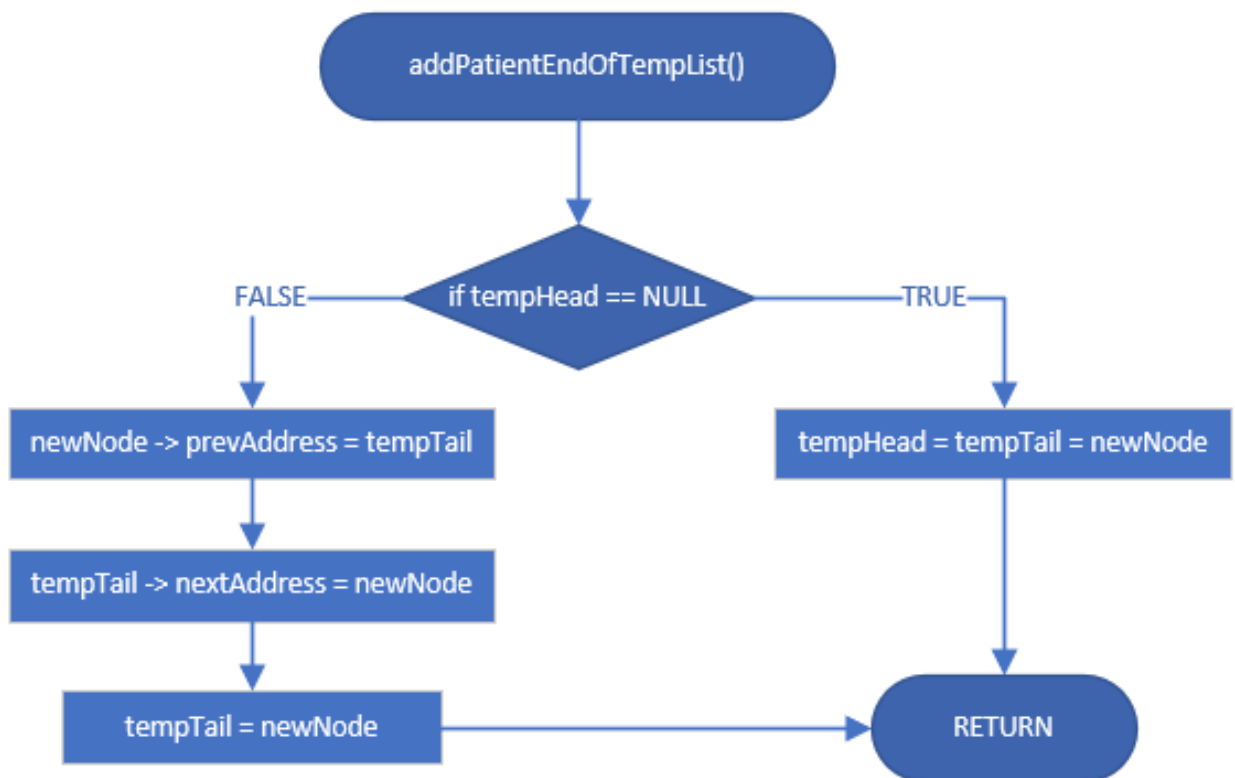 addPatientEndOfTempList()
if tempHead == NULL
FALSE
TRUE
newNode -> prevAddress = tempTail
tempHead = tempTail = newNode
tempTail -> nextAddress = newNode
tempTail = newNode
RETURN